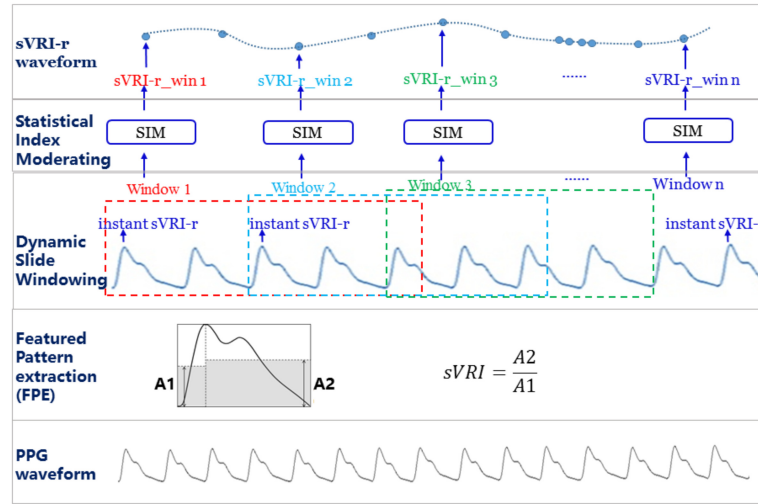 sVRI-r
waveform
sVRI-r_win 1
sVRI-r_win 2
sVRI-r_win 3
......
sVRI-r_win n
Statistical
Index
Moderating
SIM
SIM
SIM
SIM
Window 1
Window 2
Window 3
......
Window n
Dynamic
Slide
Windowing
instant sVRI-r
instant sVRI-r
instant sVRI-
Featured
Pattern
extraction
(FPE)
A1
A2
sVRI = A2/A1
PPG
waveform